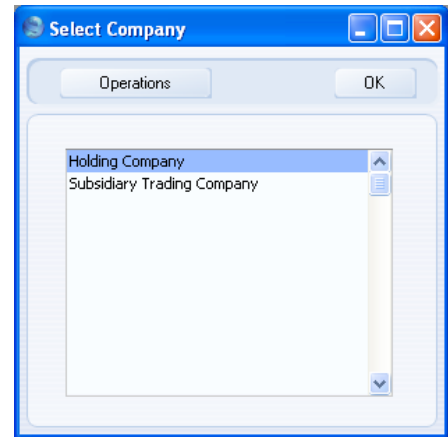 Select Company
Operations
OK
Holding Company
Subsidiary Trading Company